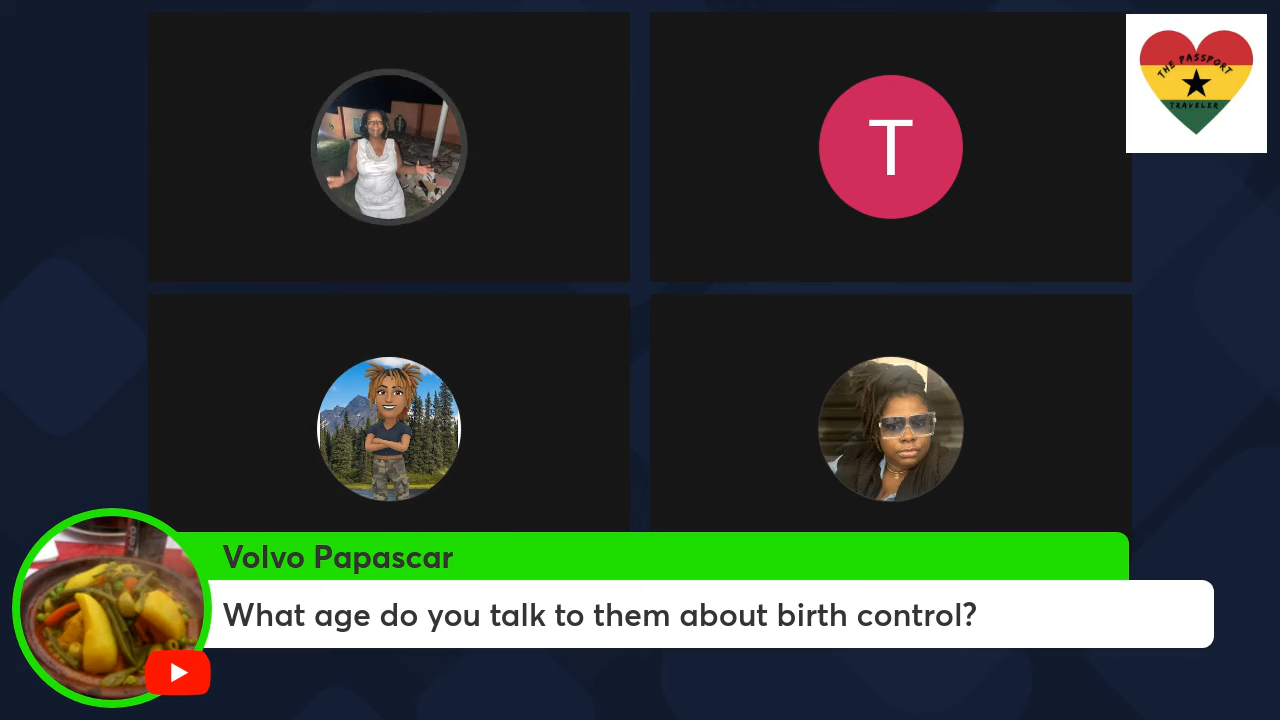 THE PASSPORT
TRAVELER
T
Volvo Papascar
What age do you talk to them about birth control?